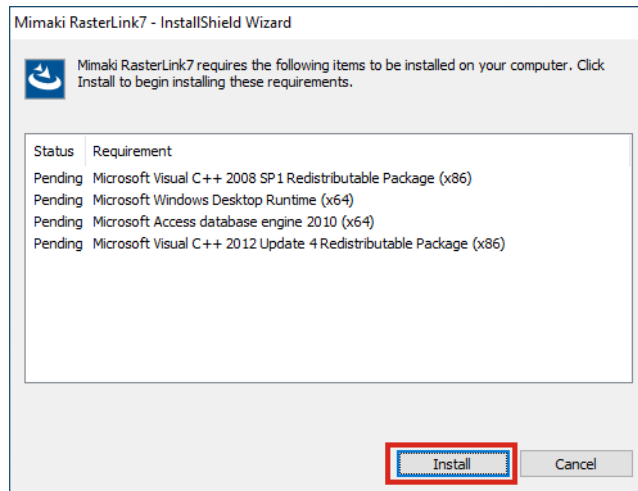 Mimaki RasterLink7 - InstallShield Wizard
Mimaki RasterLink7 requires the following items to be installed on your computer. Click
Install to begin installing these requirements.
Status Requirement
Pending Microsoft Visual C++ 2008 SP1 Redistributable Package (x86)
Pending Microsoft Windows Desktop Runtime (x64)
Pending Microsoft Access database engine 2010 (x64)
Pending Microsoft Visual C++ 2012 Update 4 Redistributable Package (x86)
Install Cancel